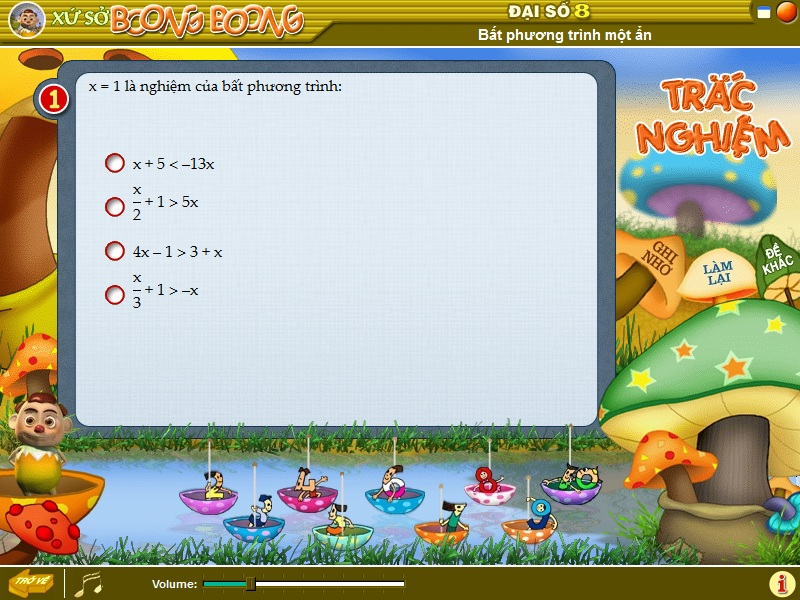 XỨ SỞ BOONG BOONG
ĐẠI SỐ 8
Bất phương trình một ẩn
1
x = 1 là nghiệm của bất phương trình:
x + 5 < –13x
x/2 + 1 > 5x
4x – 1 > 3 + x
x/3 + 1 > –x
TRẮC
NGHIỆM
GHI
NHỚ
LÀM
LẠI
ĐỀ
KHÁC
TRỞ VỀ
Volume:
i